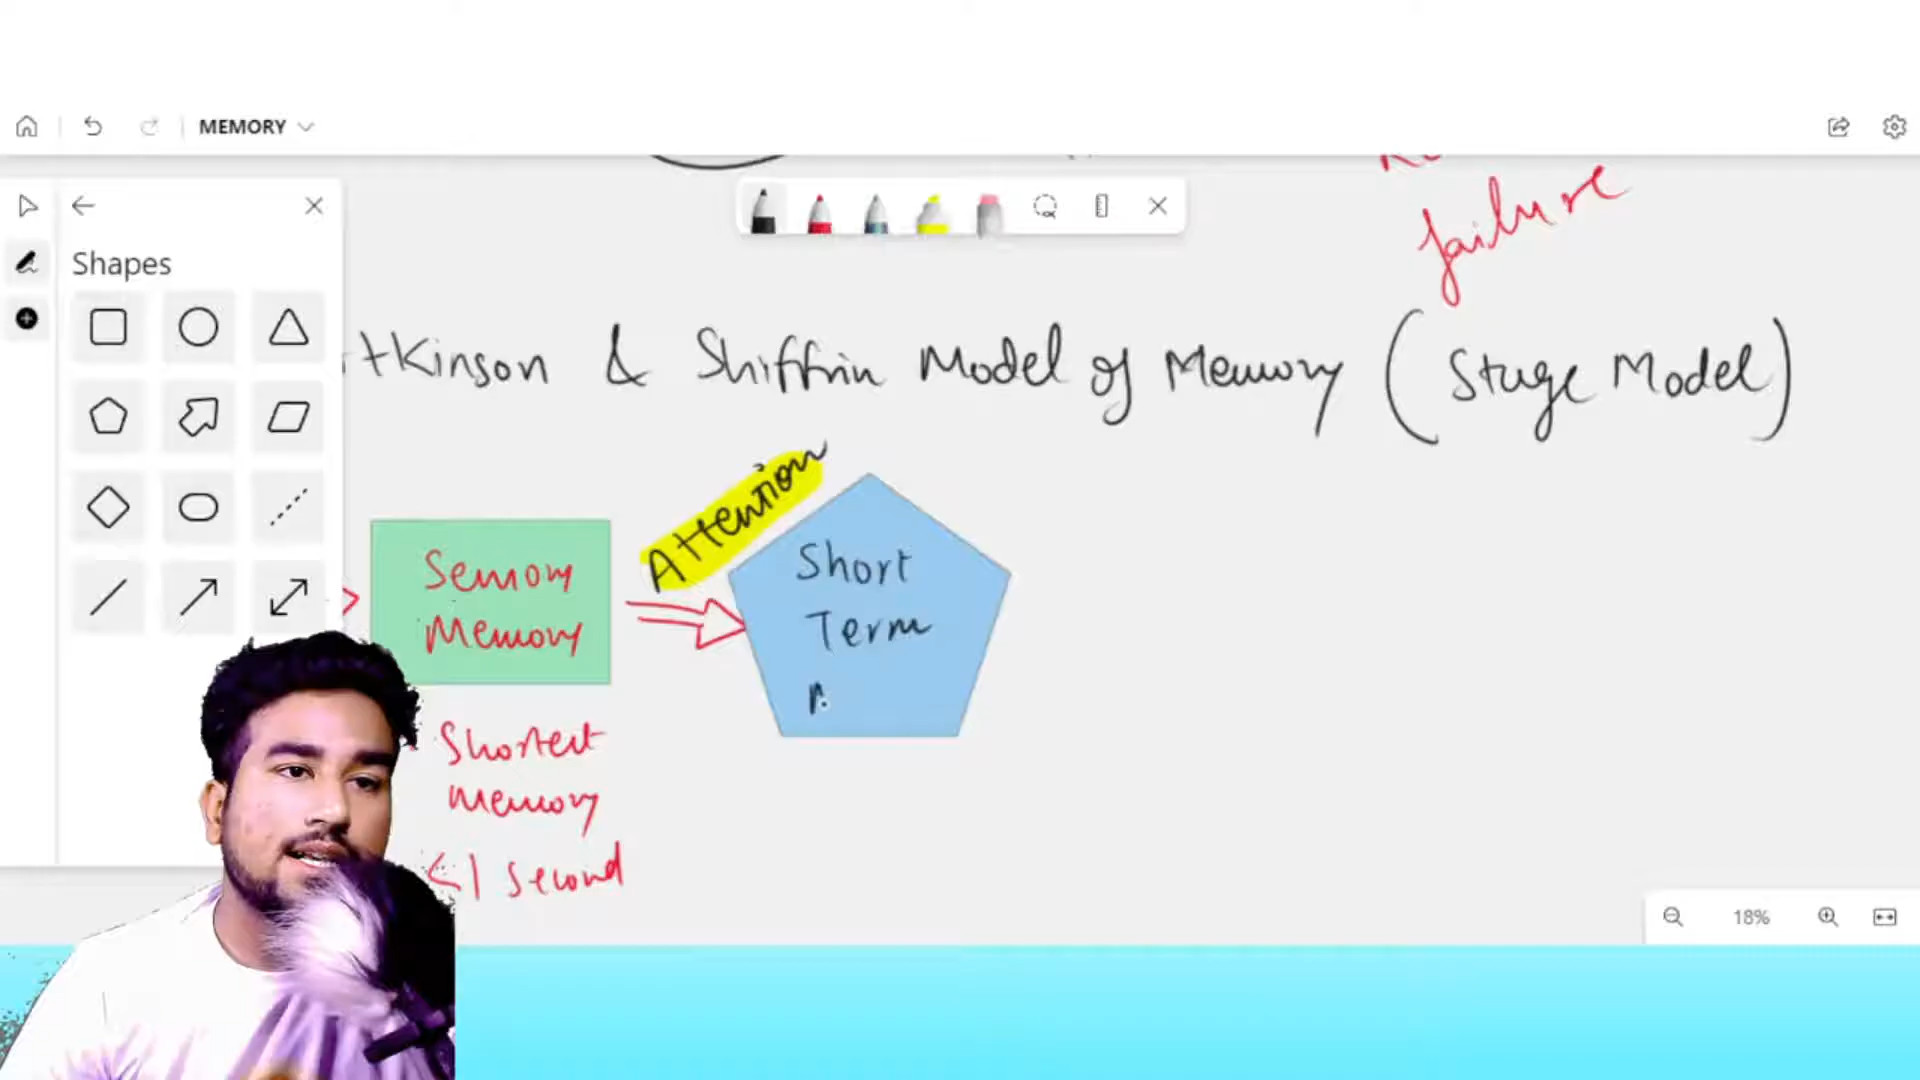 MEMORY
failure
Shapes
tkinson & Shiffrin Model of Memory (Stage Model)
Attention
Sensory
Memory
Short
Term
Shortest
memory
<1 second
18%